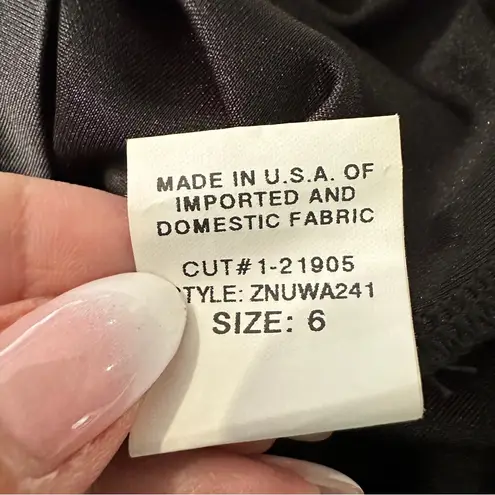 MADE IN U.S.A. OF
IMPORTED AND
DOMESTIC FABRIC
CUT#1-21905
TYLE: ZNUWA241
SIZE: 6